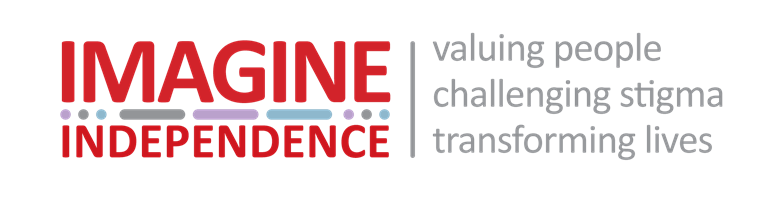 IMAGINE
INDEPENDENCE
valuing people
challenging stigma
transforming lives